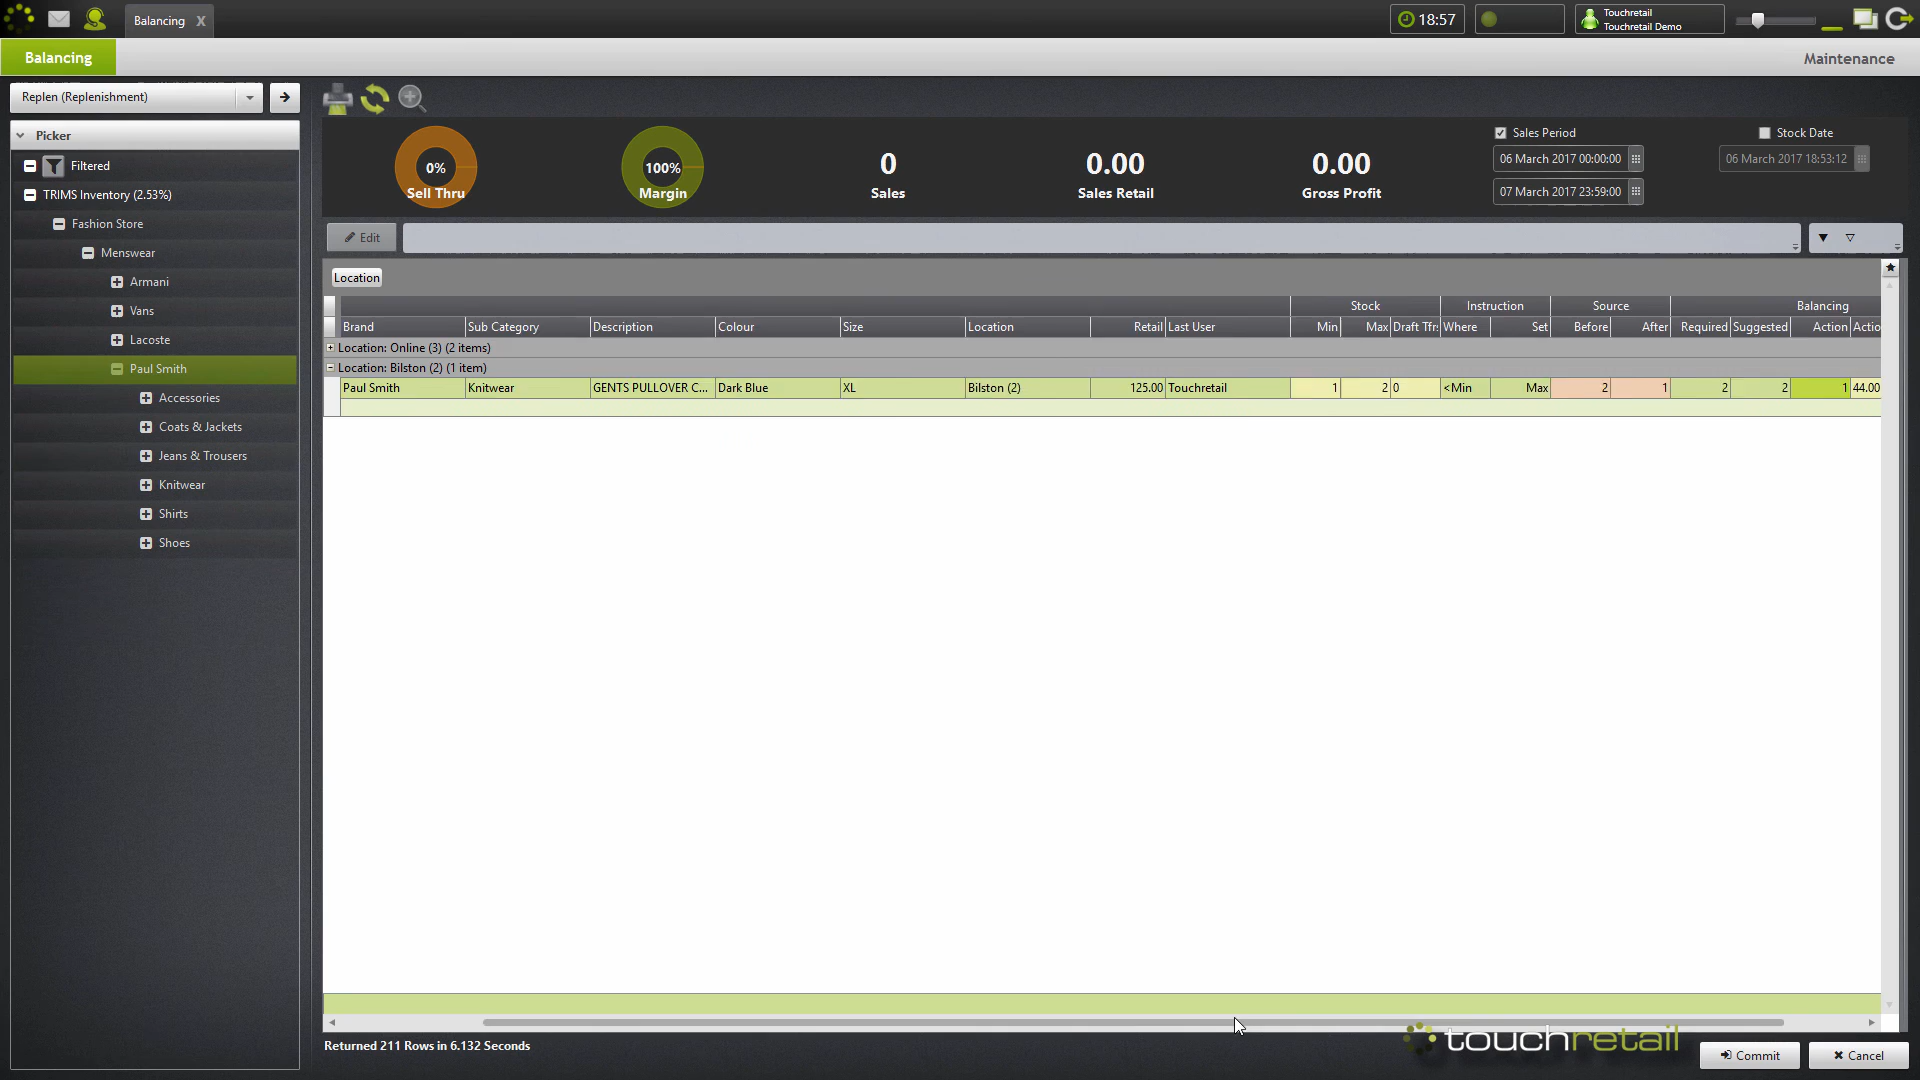 Balancing X
18:57
Touchretail
Touchretail Demo
Balancing
Maintenance
Replen (Replenishment)
Picker
Filtered
TRIMS Inventory (2.53%)
Fashion Store
Menswear
Armani
Vans
Lacoste
Paul Smith
Accessories
Coats & Jackets
Jeans & Trousers
Knitwear
Shirts
Shoes
0%
Sell Thru
100%
Margin
0
Sales
0.00
Sales Retail
0.00
Gross Profit
Sales Period
06 March 2017 00:00:00
07 March 2017 23:59:00
Stock Date
06 March 2017 18:53:12
Edit
Location
Stock Instruction Source Balancing
Brand Sub Category Description Colour Size Location Retail Last User Min Max Draft Tfr Where Set Before After Required Suggested Action Actio
Location: Online (3) (2 items)
Location: Bilston (2) (1 item)
Paul Smith Knitwear GENTS PULLOVER C... Dark Blue XL Bilston (2) 125.00 Touchretail 1 2 0 <Min Max 2 1 2 2 1 44.00
Returned 211 Rows in 6.132 Seconds
touchretail
Commit
Cancel